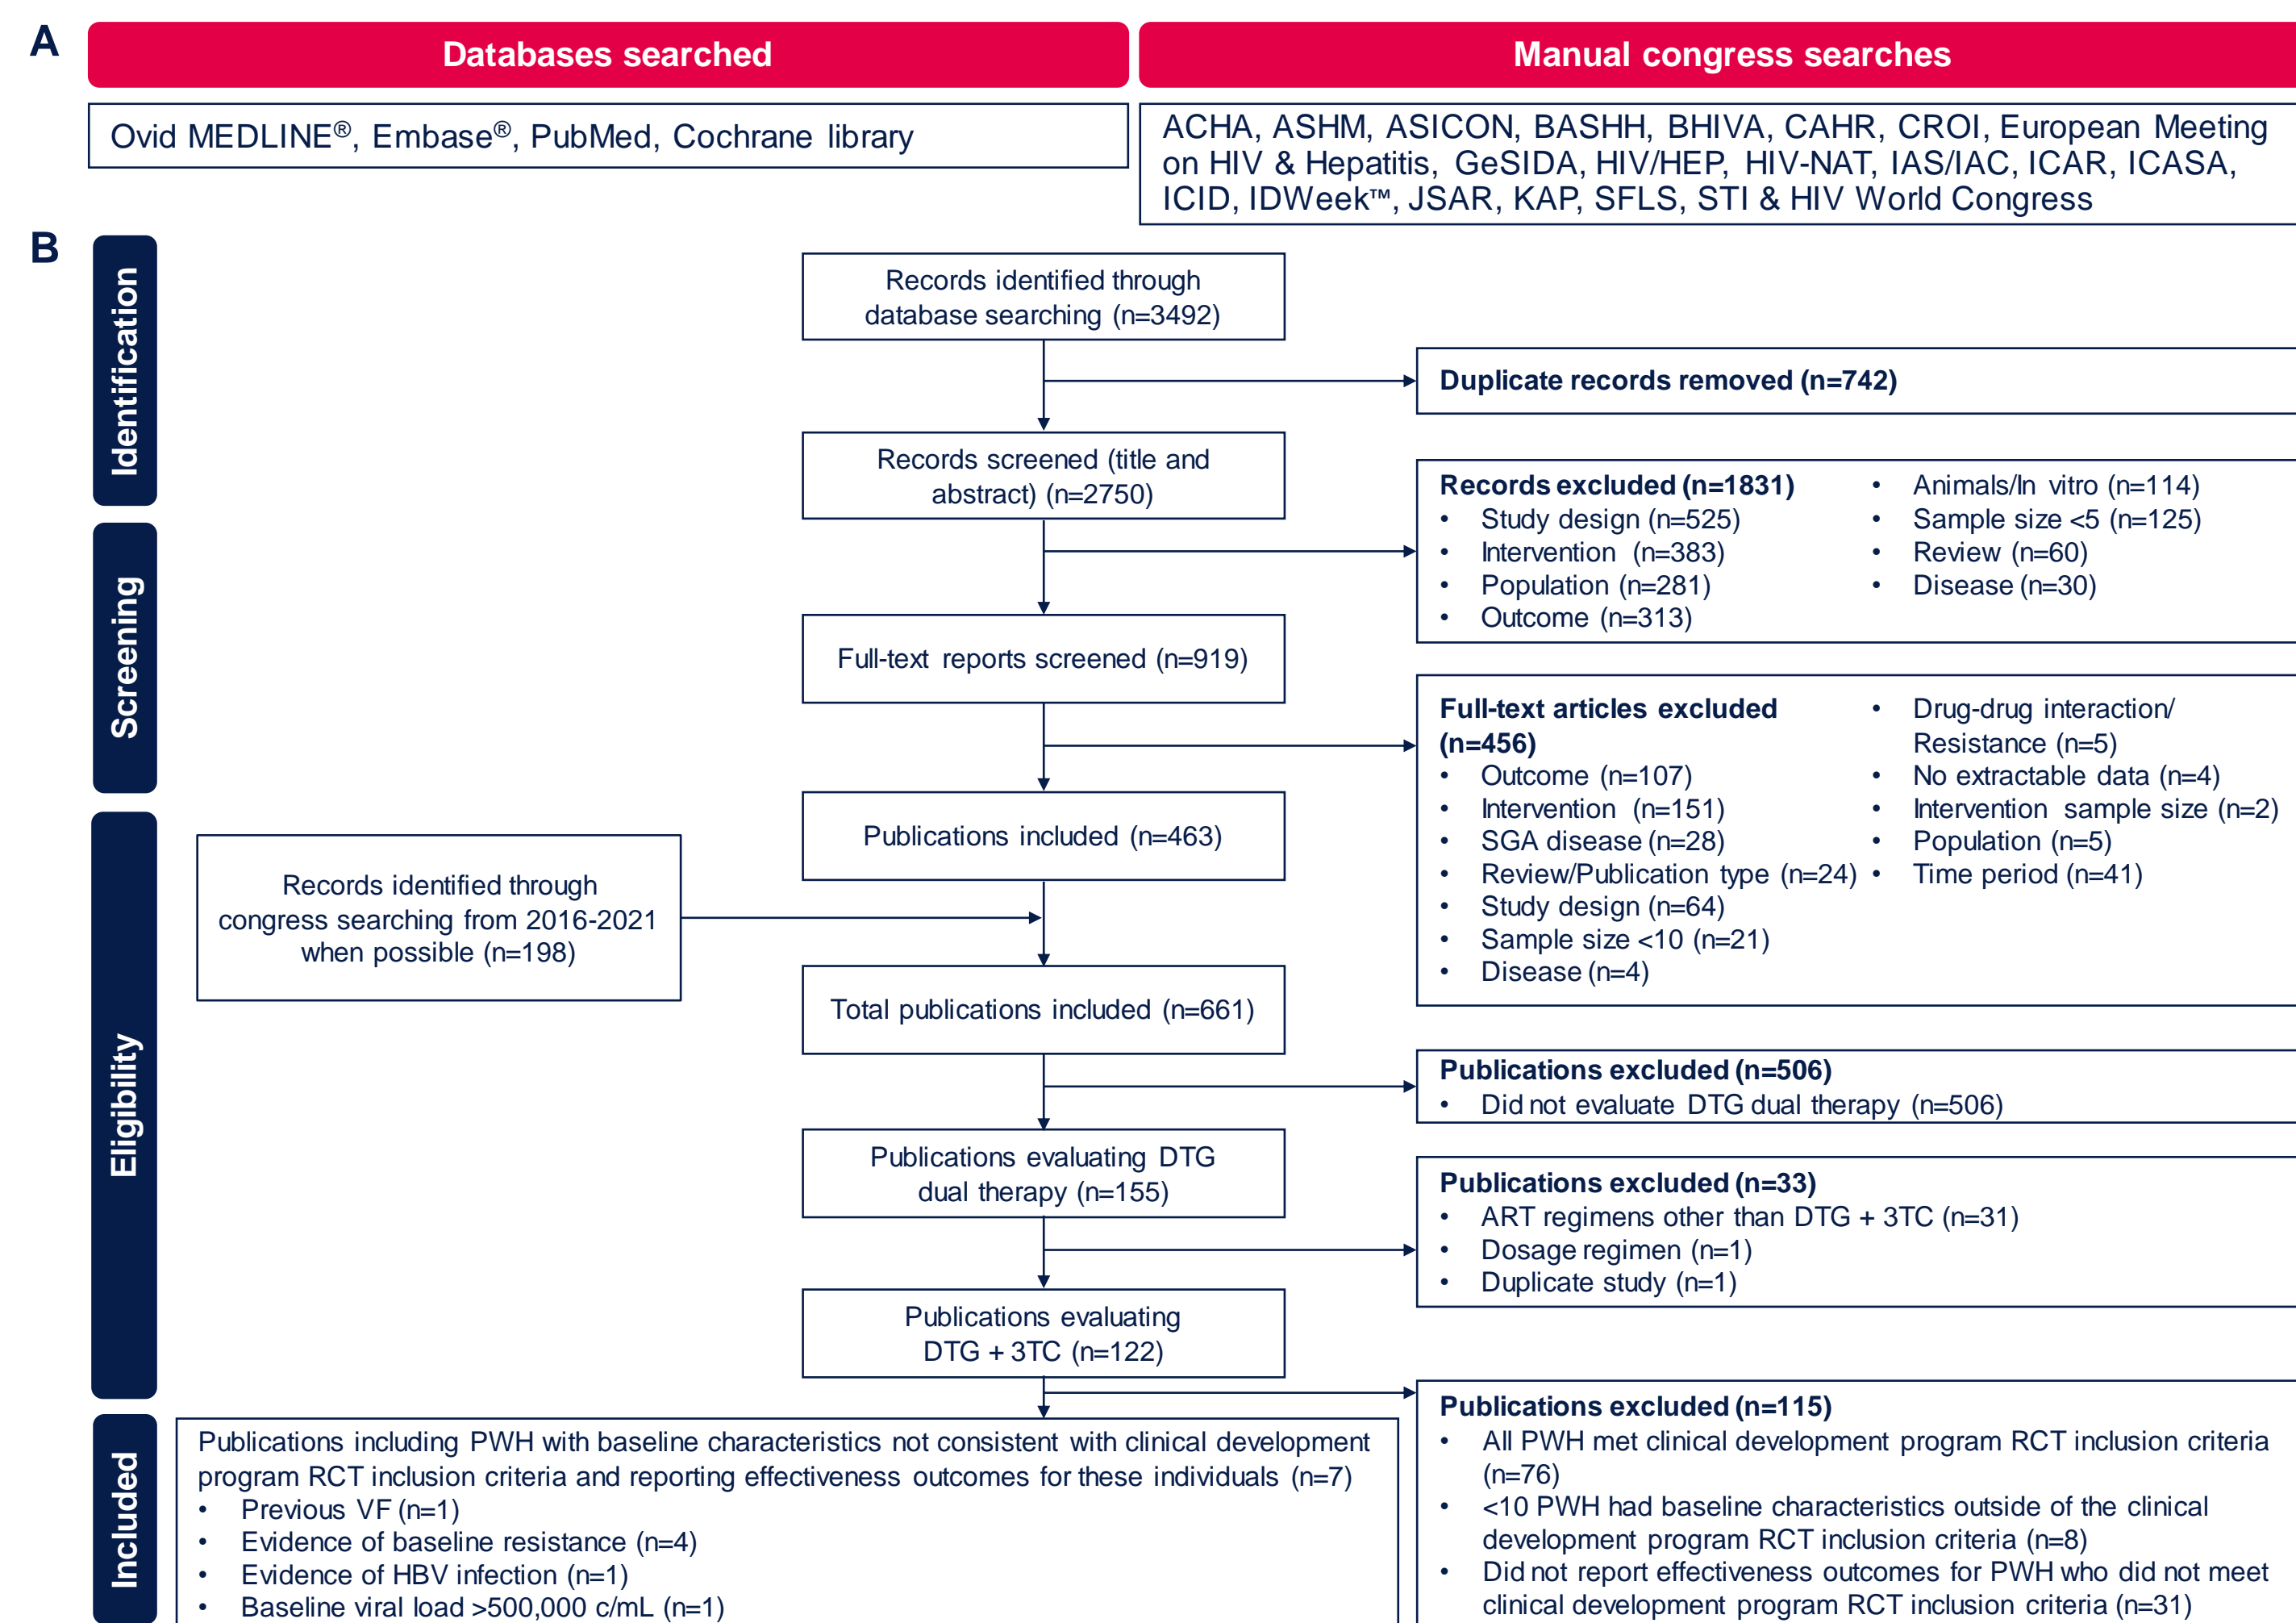 A
Databases searched
Manual congress searches
Ovid MEDLINE®, Embase®, PubMed, Cochrane library
ACHA, ASHM, ASICON, BASHH, BHIVA, CAHR, CROI, European Meeting
on HIV & Hepatitis, GeSIDA, HIV/HEP, HIV-NAT, IAS/IAC, ICAR, ICASA,
ICID, IDWeek™, JSAR, KAP, SFLS, STI & HIV World Congress
B
Identification
Records identified through
database searching (n=3492)
Duplicate records removed (n=742)
Records screened (title and
abstract) (n=2750)
Records excluded (n=1831)
• Study design (n=525)
• Intervention (n=383)
• Population (n=281)
• Outcome (n=313)
• Animals/In vitro (n=114)
• Sample size <5 (n=125)
• Review (n=60)
• Disease (n=30)
Screening
Full-text reports screened (n=919)
Full-text articles excluded
(n=456)
• Outcome (n=107)
• Intervention (n=151)
• SGA disease (n=28)
• Review/Publication type (n=24)
• Study design (n=64)
• Sample size <10 (n=21)
• Disease (n=4)
• Drug-drug interaction/
Resistance (n=5)
• No extractable data (n=4)
• Intervention sample size (n=2)
• Population (n=5)
• Time period (n=41)
Eligibility
Publications included (n=463)
Records identified through
congress searching from 2016-2021
when possible (n=198)
Total publications included (n=661)
Publications excluded (n=506)
• Did not evaluate DTG dual therapy (n=506)
Publications evaluating DTG
dual therapy (n=155)
Publications excluded (n=33)
• ART regimens other than DTG + 3TC (n=31)
• Dosage regimen (n=1)
• Duplicate study (n=1)
Publications evaluating
DTG + 3TC (n=122)
Publications excluded (n=115)
• All PWH met clinical development program RCT inclusion criteria
(n=76)
• <10 PWH had baseline characteristics outside of the clinical
development program RCT inclusion criteria (n=8)
• Did not report effectiveness outcomes for PWH who did not meet
clinical development program RCT inclusion criteria (n=31)
Included
Publications including PWH with baseline characteristics not consistent with clinical development
program RCT inclusion criteria and reporting effectiveness outcomes for these individuals (n=7)
• Previous VF (n=1)
• Evidence of baseline resistance (n=4)
• Evidence of HBV infection (n=1)
• Baseline viral load >500,000 c/mL (n=1)